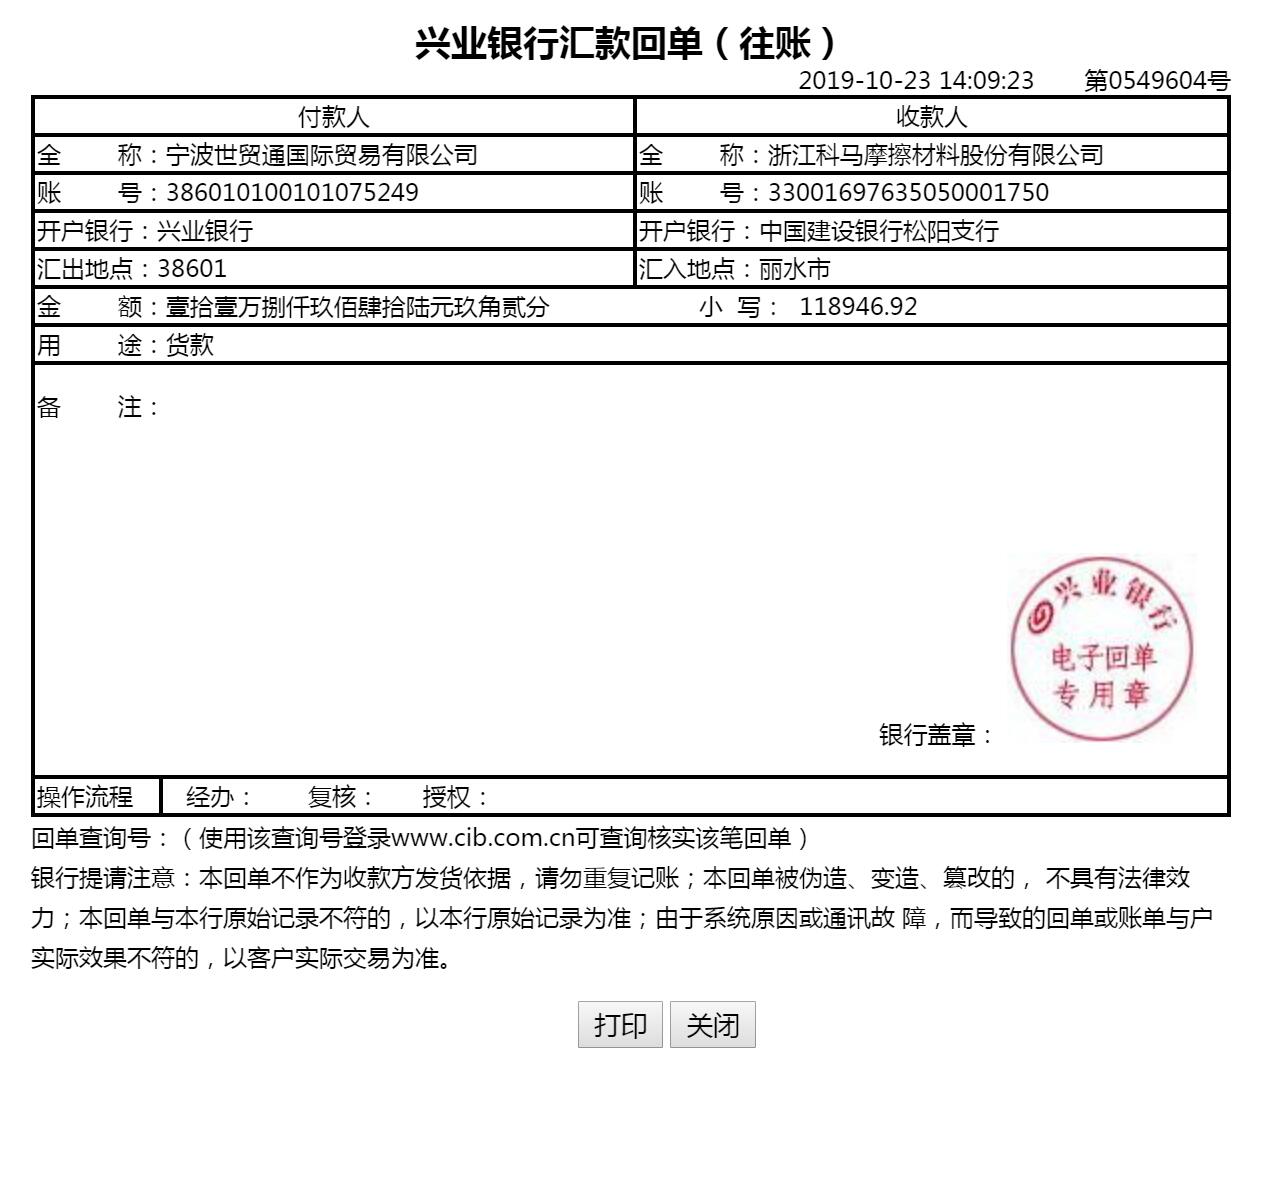 兴业银行汇款回单（往账）
2019-10-23 14:09:23 第0549604号
付款人 收款人
全 称：宁波世贸通国际贸易有限公司 全 称：浙江科马摩擦材料股份有限公司
账 号：386010100101075249 账 号：33001697635050001750
开户银行：兴业银行 开户银行：中国建设银行松阳支行
汇出地点：38601 汇入地点：丽水市
金 额：壹拾壹万捌仟玖佰肆拾陆元玖角贰分 小 写： 118946.92
用 途：货款
备 注：
兴业银行
电子回单
专用章
银行盖章：
操作流程 经办： 复核： 授权：
回单查询号：（使用该查询号登录www.cib.com.cn可查询核实该笔回单）
银行提请注意：本回单不作为收款方发货依据，请勿重复记账；本回单被伪造、变造、篡改的， 不具有法律效
力；本回单与本行原始记录不符的，以本行原始记录为准；由于系统原因或通讯故 障，而导致的回单或账单与户
实际效果不符的，以客户实际交易为准。
打印 关闭